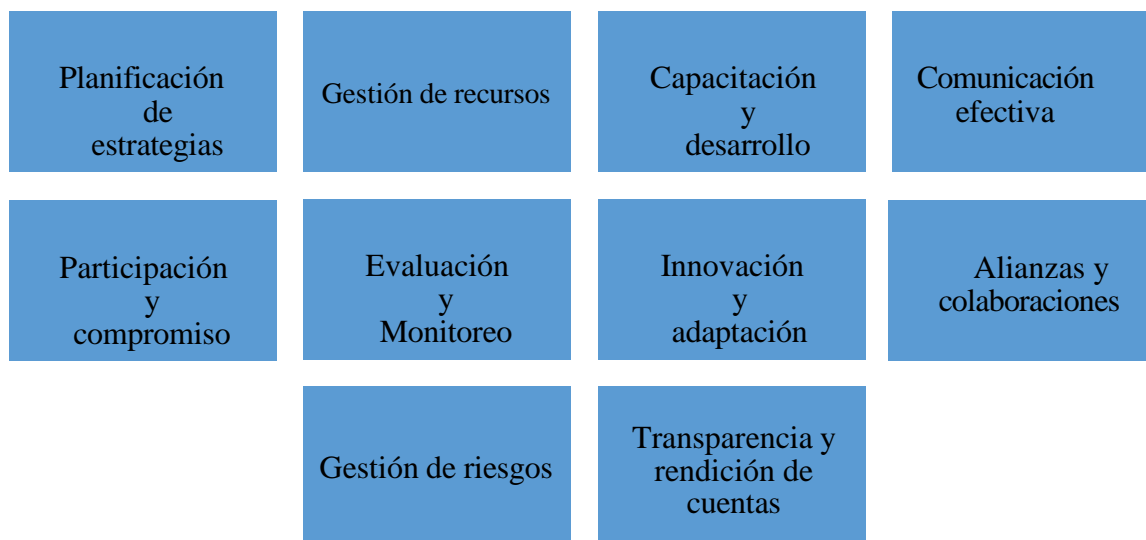 Planificación
de
estrategias
Gestión de recursos
Capacitación
y
desarrollo
Comunicación
efectiva
Participación
y
compromiso
Evaluación
y
Monitoreo
Innovación
y
adaptación
Alianzas y
colaboraciones
Gestión de riesgos
Transparencia y
rendición de
cuentas